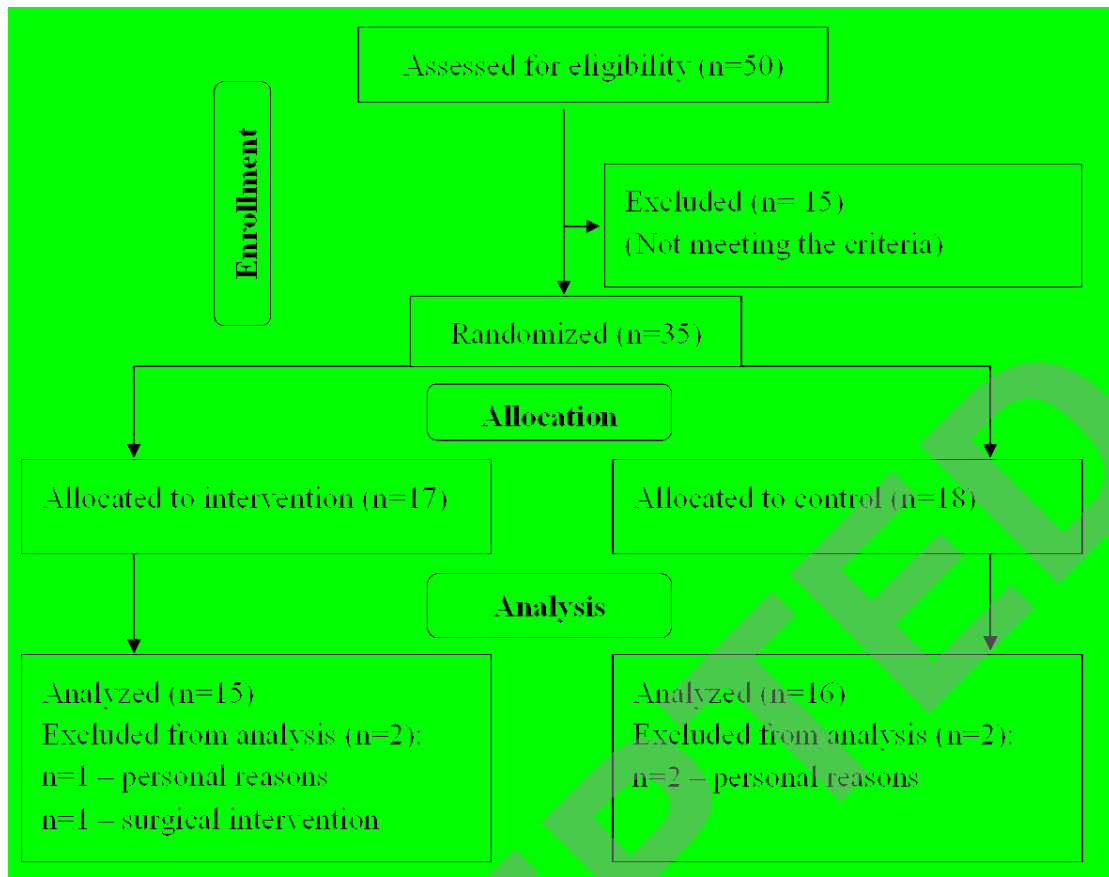 Assessed for eligibility (n=50)
Enrollment
Excluded (n= 15)
(Not meeting the criteria)
Randomized (n=35)
Allocation
Allocated to intervention (n=17)
Allocated to control (n=18)
Analysis
Analyzed (n=15)
Excluded from analysis (n=2):
n=1 – personal reasons
n=1 – surgical intervention
Analyzed (n=16)
Excluded from analysis (n=2):
n=2 – personal reasons
PTED